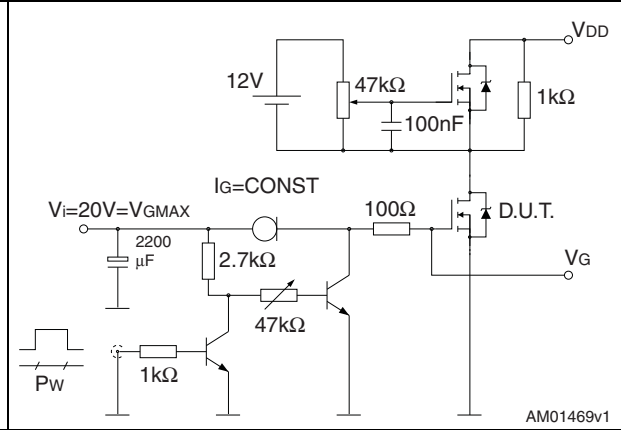 VDD
12V
47kΩ
1kΩ
100nF
IG=CONST
Vi=20V=VGMAX
100Ω
D.U.T.
2200
μF
2.7kΩ
VG
47kΩ
1kΩ
PW
AM01469v1